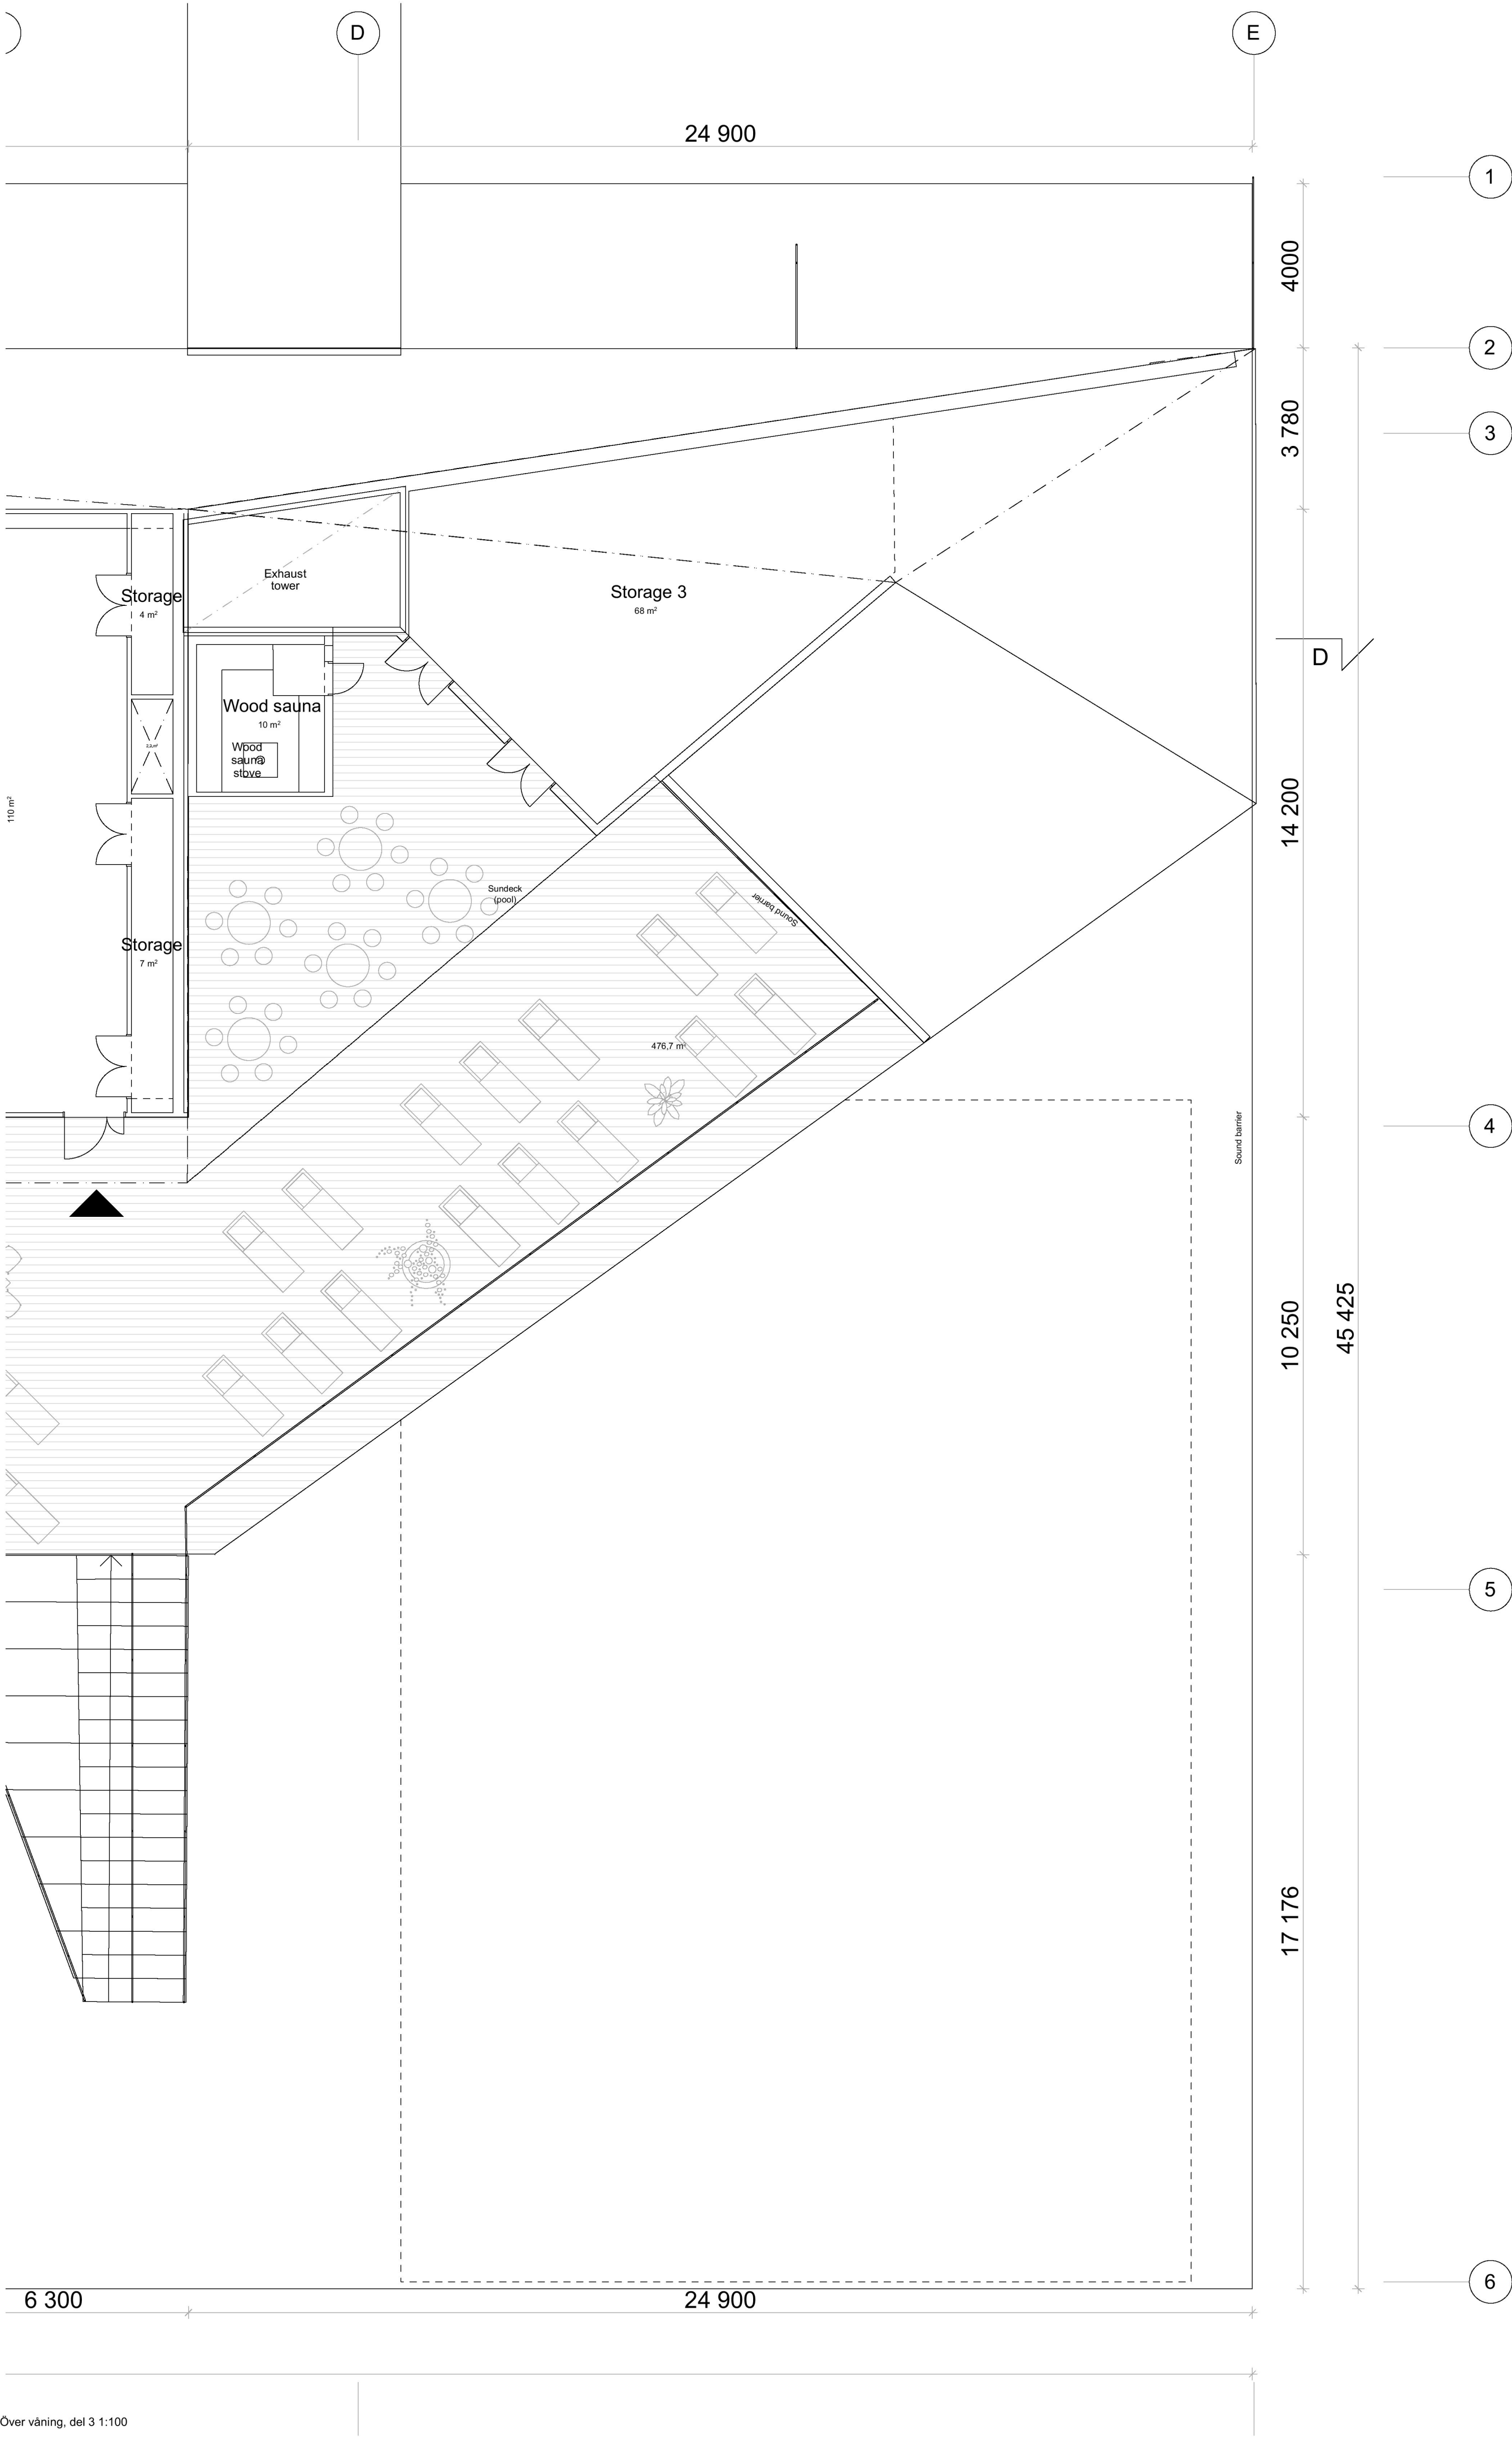 D
E
24 900
1
4000
2
3 780
3
Exhaust
tower
Storage
4 m²
Storage 3
68 m²
D
Wood sauna
10 m²
Wood
sauna
stove
110 m²
14 200
Sundeck
(pool)
Sound barrier
Storage
7 m²
476,7 m²
Sound barrier
4
10 250
45 425
5
17 176
6
6 300
24 900
Över våning, del 3 1:100